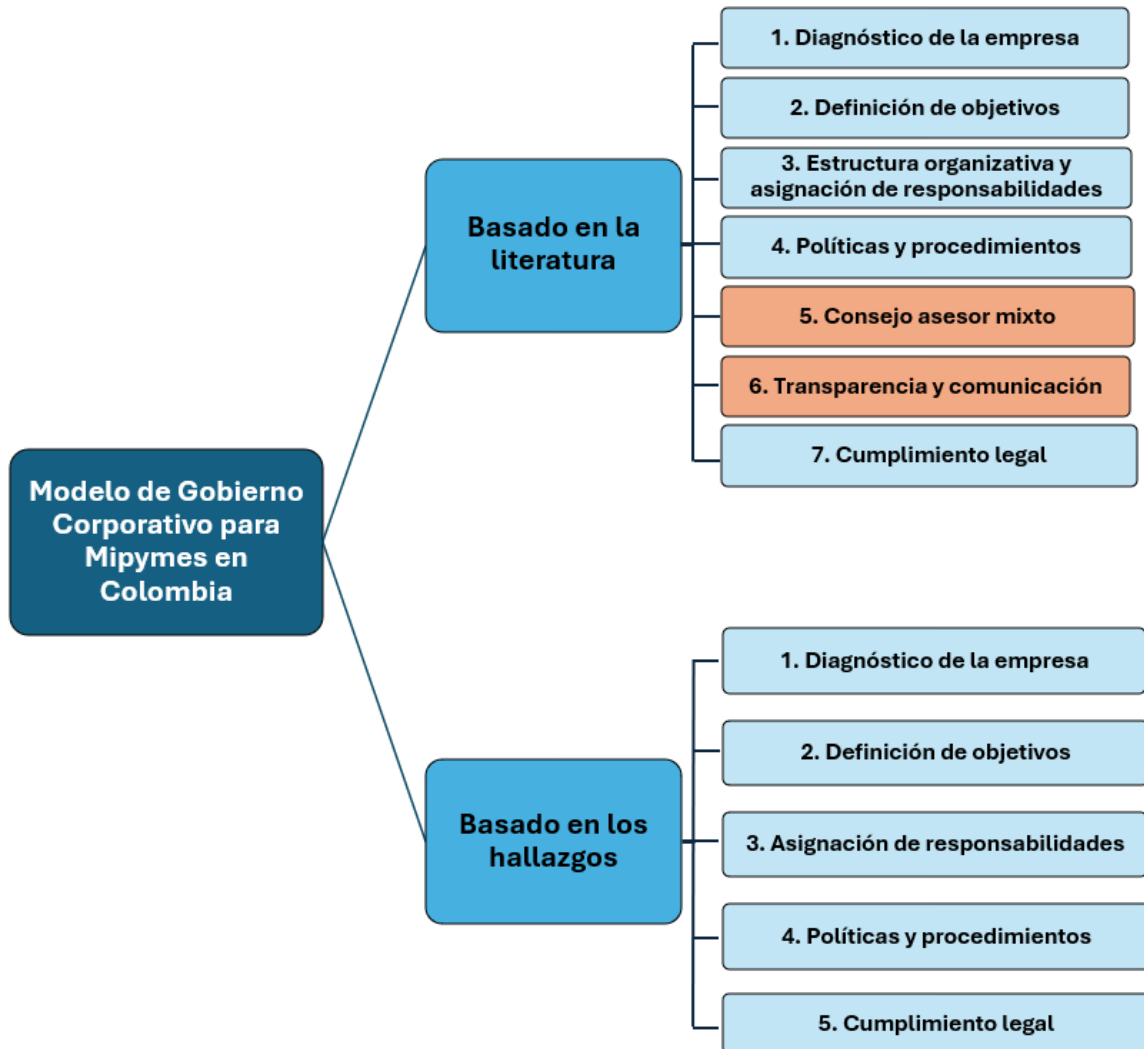 1. Diagnóstico de la empresa
2. Definición de objetivos
3. Estructura organizativa y
asignación de responsabilidades
Basado en la
literatura
4. Políticas y procedimientos
5. Consejo asesor mixto
6. Transparencia y comunicación
7. Cumplimiento legal
Modelo de Gobierno
Corporativo para
Mipymes en
Colombia
1. Diagnóstico de la empresa
2. Definición de objetivos
Basado en los
hallazgos
3. Asignación de responsabilidades
4. Políticas y procedimientos
5. Cumplimiento legal